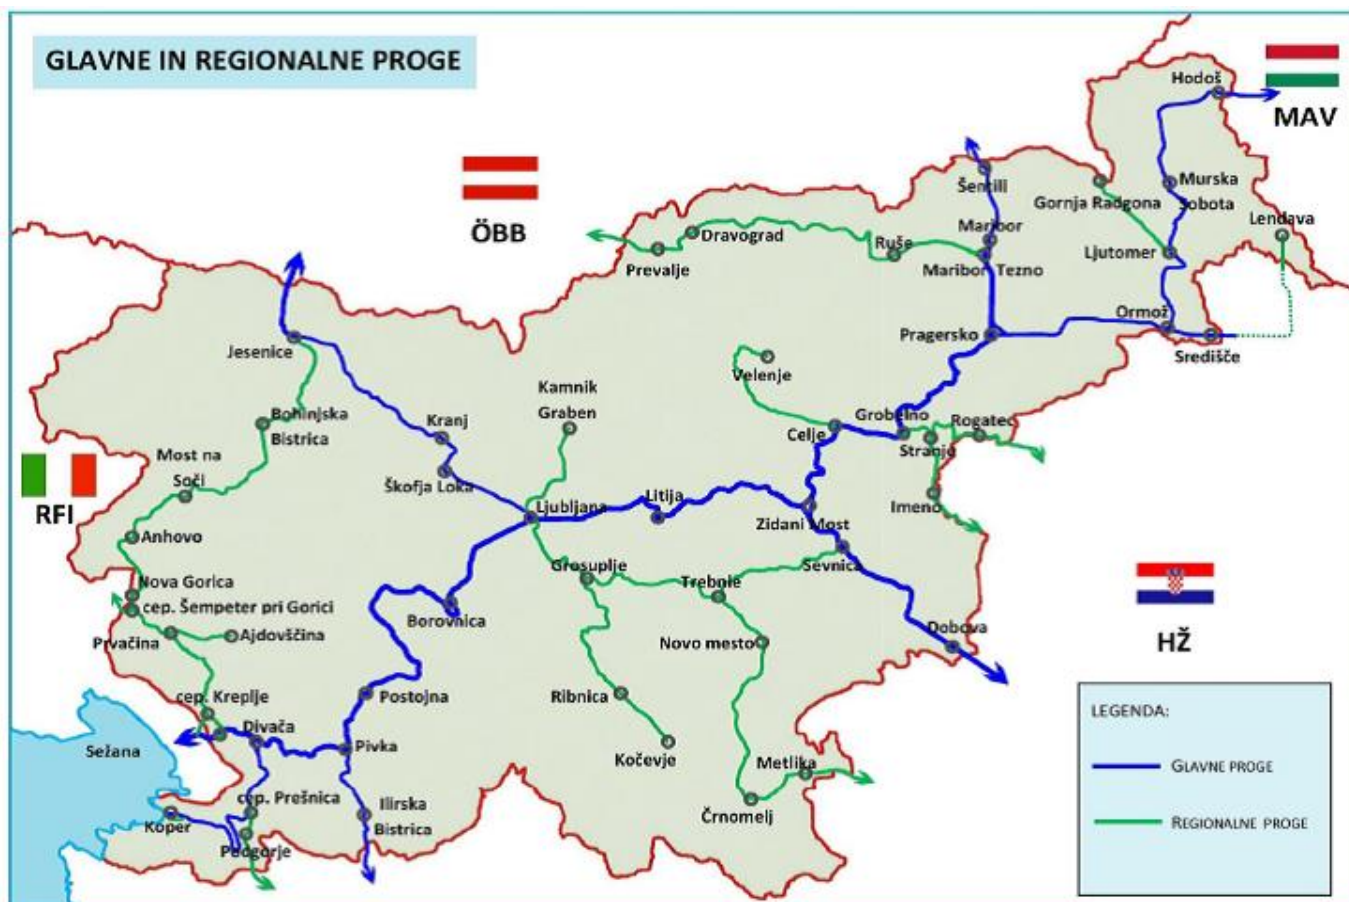 GLAVNE IN REGIONALNE PROGE
Hodoš
MAV
Šentilj
Murska
Sobota
Gornja Radgona
Lendava
ÖBB
Dravograd
Prevalje
Ruše
Maribor
Maribor Tezno
Ljutomer
Ormož
Središče
Pragersko
Jesenice
Velenje
Kamnik
Graben
Bohinjska
Bistrica
Kranj
Celje
Grobelno
Rogatec
Stranje
Most na
Soči
Škofja Loka
RFI
Ljubljana
Litija
Zidani Most
Imeno
Anhovo
Nova Gorica
cep. Šempeter pri Gorici
Grosuplje
Trebnje
Sevnica
Prvačina
Ajdovščina
Borovnica
Novo mesto
Dobova
HŽ
cep. Kreplje
Postojna
Ribnica
Divača
Sežana
Pivka
Kočevje
Metlika
cep. Prešnica
Koper
Ilirska
Bistrica
Črnomelj
Podgorje
LEGENDA:
GLAVNE PROGE
REGIONALNE PROGE